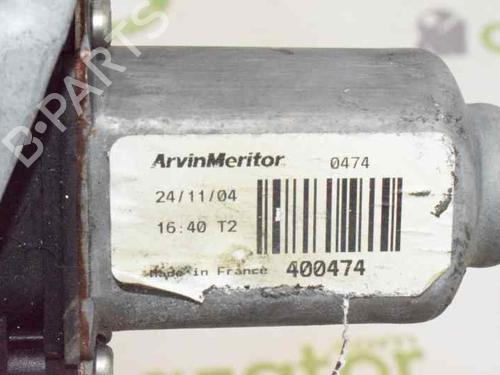 ArvinMeritor 0474
24/11/04
16:40 T2
Made in France 400474
B-PARTS